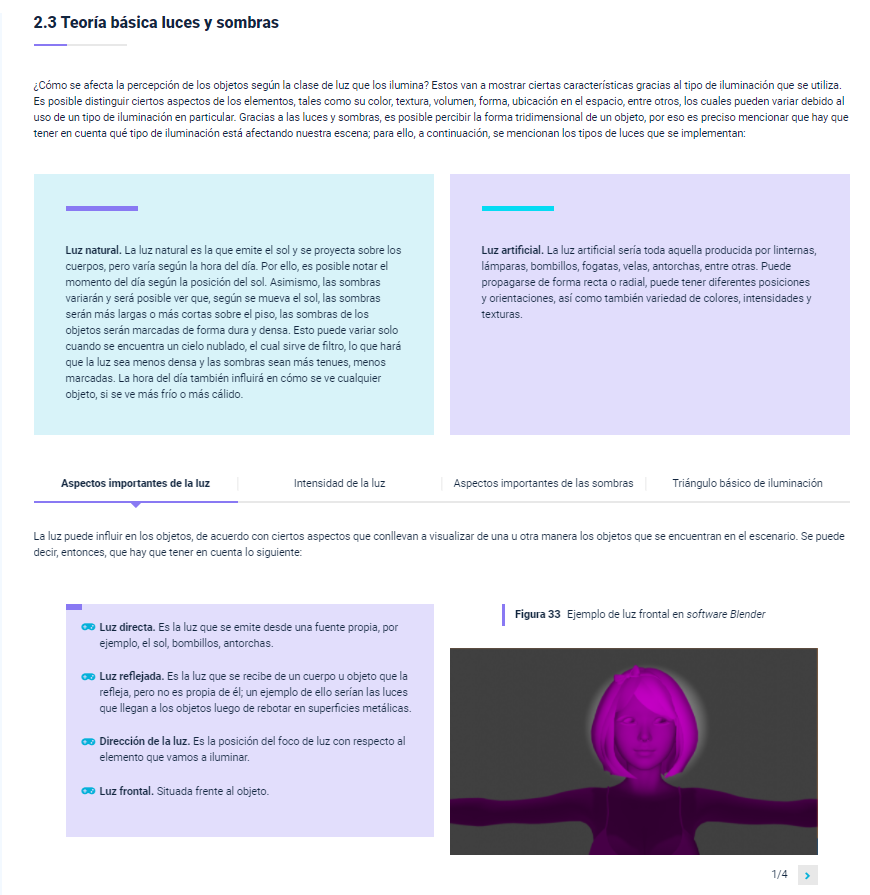 2.3 Teoría básica luces y sombras
¿Cómo se afecta la percepción de los objetos según la clase de luz que los ilumina? Estos van a mostrar ciertas características gracias al tipo de iluminación que se utiliza.
Es posible distinguir ciertos aspectos de los elementos, tales como su color, textura, volumen, forma, ubicación en el espacio, entre otros, los cuales pueden variar debido al
uso de un tipo de iluminación en particular. Gracias a las luces y sombras, es posible percibir la forma tridimensional de un objeto, por eso es preciso mencionar que hay que
tener en cuenta qué tipo de iluminación está afectando nuestra escena; para ello, a continuación, se mencionan los tipos de luces que se implementan:
Luz natural. La luz natural es la que emite el sol y se proyecta sobre los
cuerpos, pero varía según la hora del día. Por ello, es posible notar el
momento del día según la posición del sol. Asimismo, las sombras
variarán y será posible ver que, según se mueva el sol, las sombras
serán más largas o más cortas sobre el piso, las sombras de los
objetos serán marcadas de forma dura y densa. Esto puede variar solo
cuando se encuentra un cielo nublado, el cual sirve de filtro, lo que hará
que la luz sea menos densa y las sombras sean más tenues, menos
marcadas. La hora del día también influirá en cómo se ve cualquier
objeto, si se ve más frío o más cálido.
Luz artificial. La luz artificial sería toda aquella producida por linternas,
lámparas, bombillos, fogatas, velas, antorchas, entre otras. Puede
propagarse de forma recta o radial, puede tener diferentes posiciones
y orientaciones, así como también variedad de colores, intensidades y
texturas.
Aspectos importantes de la luz
Intensidad de la luz
Aspectos importantes de las sombras
Triángulo básico de iluminación
La luz puede influir en los objetos, de acuerdo con ciertos aspectos que conllevan a visualizar de una u otra manera los objetos que se encuentran en el escenario. Se puede
decir, entonces, que hay que tener en cuenta lo siguiente:
Luz directa. Es la luz que se emite desde una fuente propia, por
ejemplo, el sol, bombillos, antorchas.
Luz reflejada. Es la luz que se recibe de un cuerpo u objeto que la
refleja, pero no es propia de él; un ejemplo de ello serían las luces
que llegan a los objetos luego de rebotar en superficies metálicas.
Dirección de la luz. Es la posición del foco de luz con respecto al
elemento que vamos a iluminar.
Luz frontal. Situada frente al objeto.
Figura 33 Ejemplo de luz frontal en software Blender
1/4